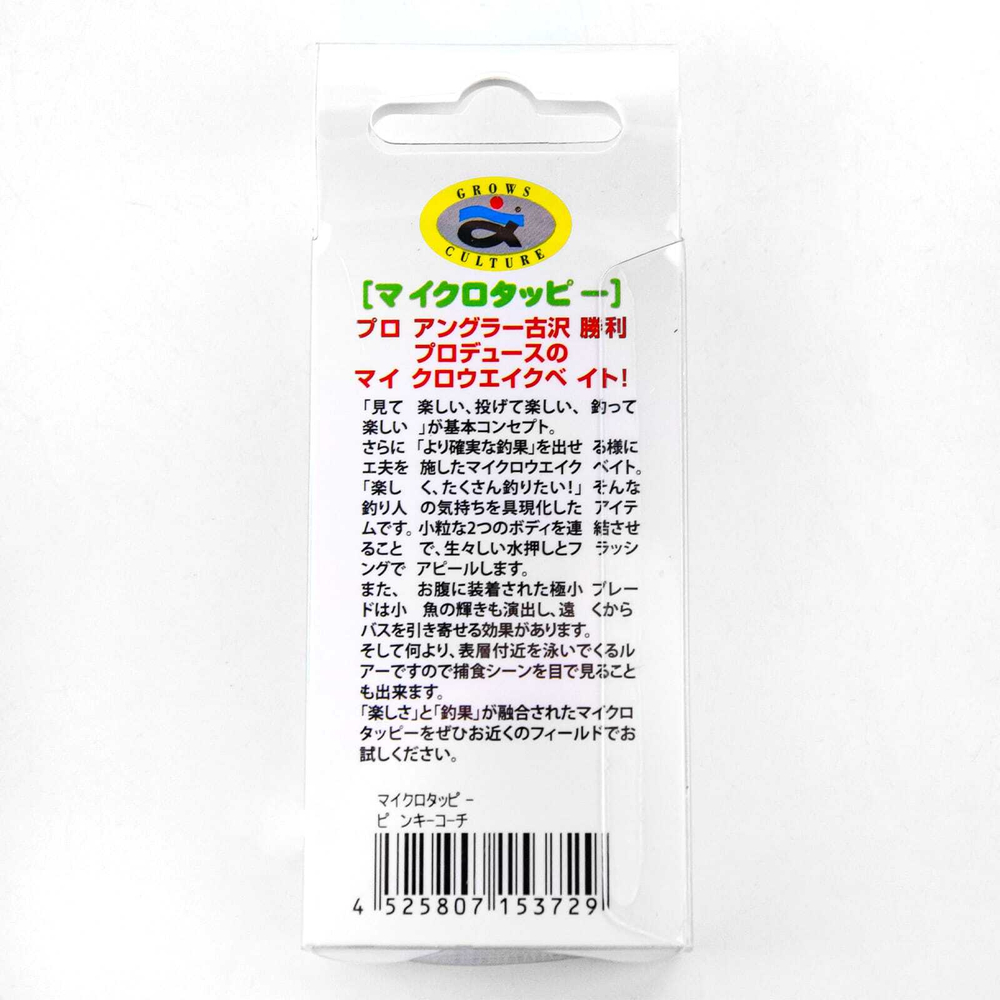 GROWS
α
CULTURE
[マイクロタッピー]
プロアングラー古沢 勝利
プロデュースの
マイクロウエイクベイト!
「見て楽しい、投げて楽しい、釣って
楽しい」が基本コンセプト。
さらに「より確実な釣果」を出せる様に
工夫を施したマイクロウエイクベイト。
「楽しく、たくさん釣りたい!」そんな
釣り人の気持ちを具現化したアイテ
ムです。小粒な2つのボディを連結させ
ることで、生々しい水押しとフラッシ
ングでアピールします。
また、お腹に装着された極小ブレー
ドは小魚の輝きも演出し、遠くから
バスを引き寄せる効果があります。
そして何より、表層付近を泳いでくるル
アーですので捕食シーンを目で見ること
も出来ます。
「楽しさ」と「釣果」が融合されたマイクロ
タッピーをぜひお近くのフィールドでお
試しください。
マイクロタッピー
ピンキーコーチ
4 525807 153729